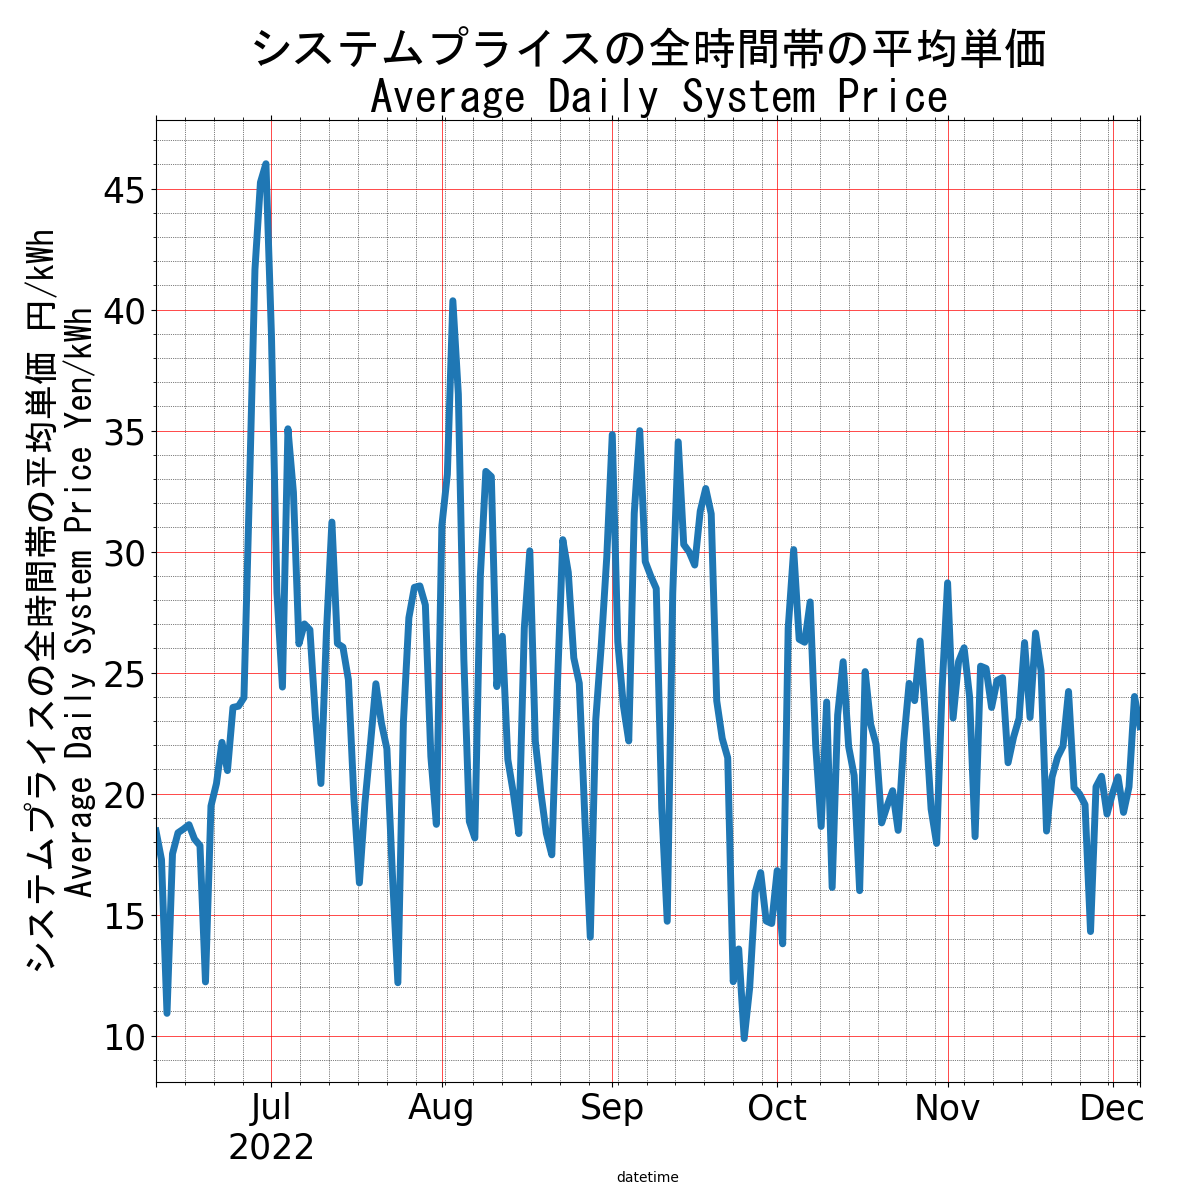 システムプライスの全時間帯の平均単価
Average Daily System Price
システムプライスの全時間帯の平均単価 円/kWh
Average Daily System Price Yen/kWh
45
40
35
30
25
20
15
10
Jul
2022
Aug
Sep
Oct
Nov
Dec
datetime